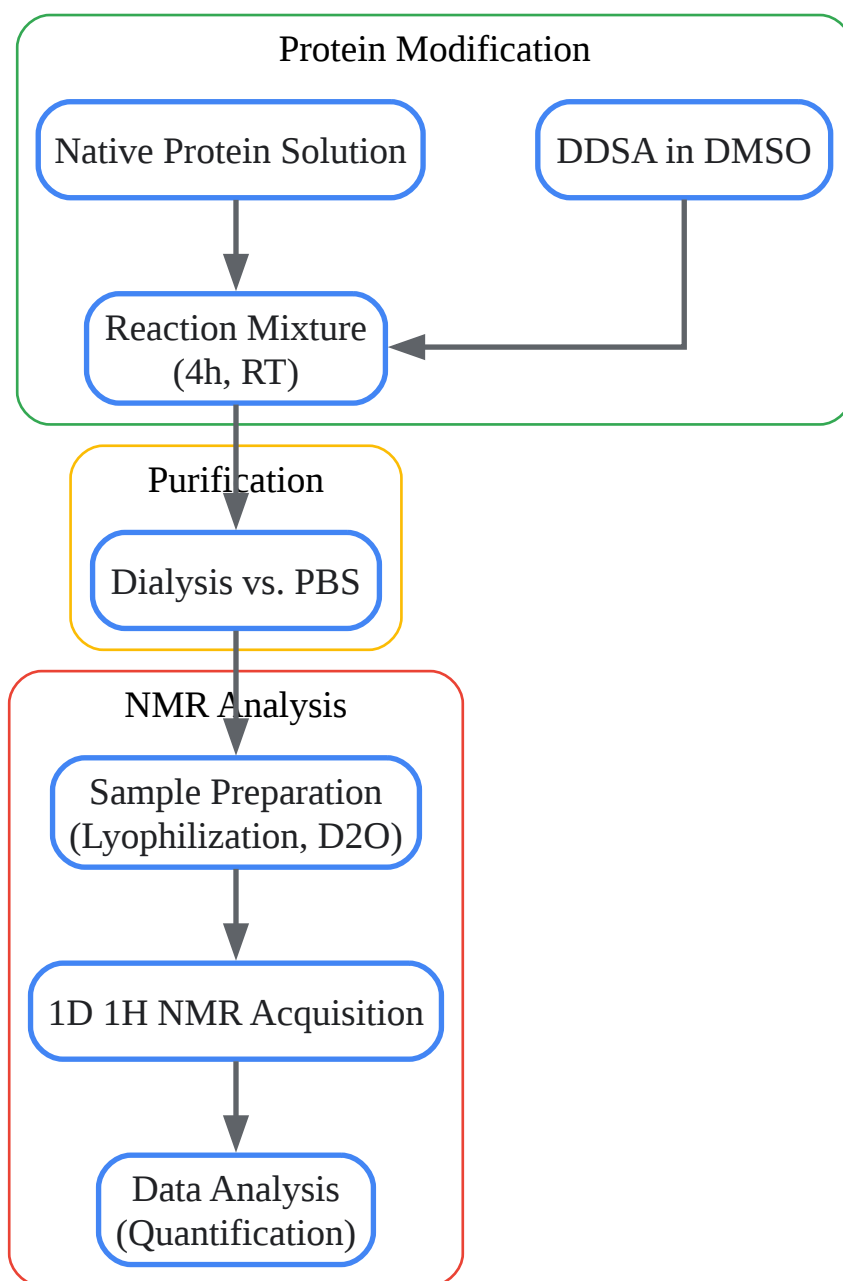 Protein Modification
Native Protein Solution
DDSA in DMSO
Reaction Mixture
(4h, RT)
Purification
Dialysis vs. PBS
NMR Analysis
Sample Preparation
(Lyophilization, D2O)
1D 1H NMR Acquisition
Data Analysis
(Quantification)